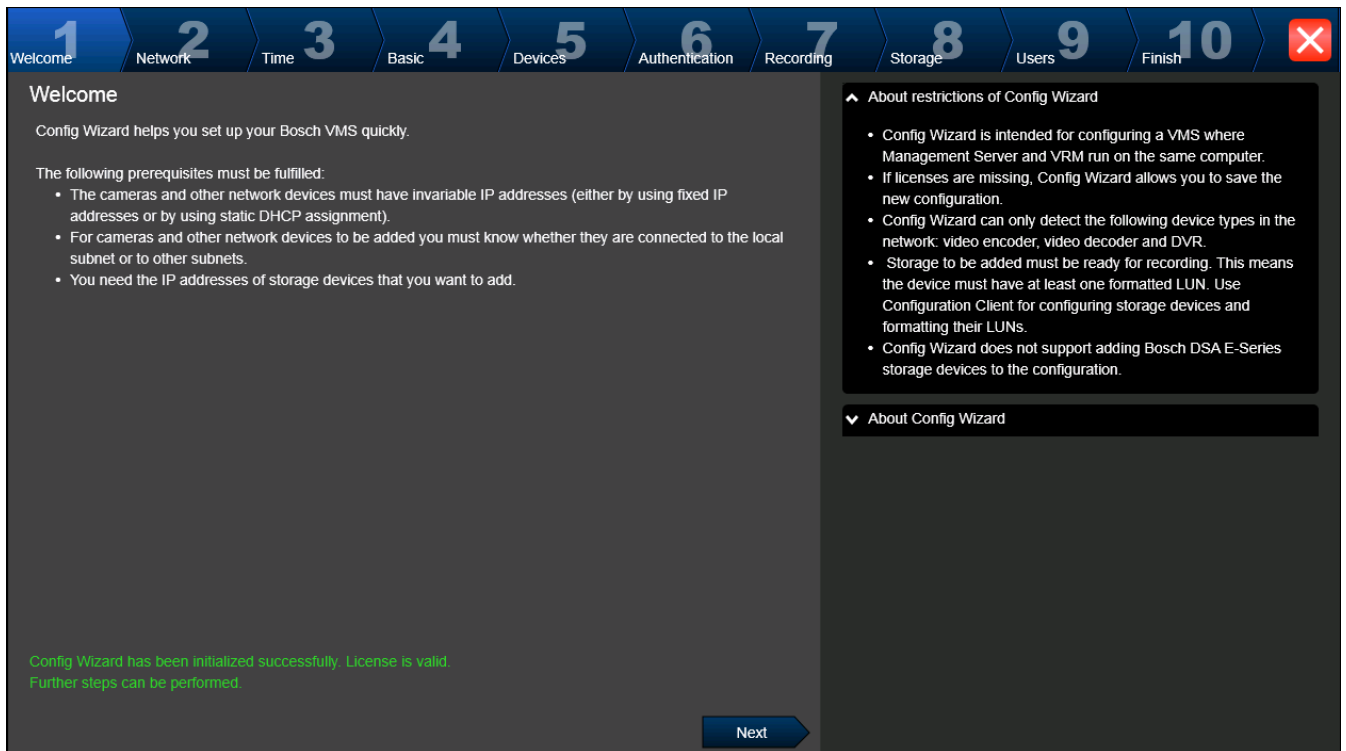 1 Welcome
2 Network
3 Time
4 Basic
5 Devices
6 Authentication
7 Recording
8 Storage
9 Users
10 Finish
Welcome
Config Wizard helps you set up your Bosch VMS quickly.
The following prerequisites must be fulfilled:
• The cameras and other network devices must have invariable IP addresses (either by using fixed IP
addresses or by using static DHCP assignment).
• For cameras and other network devices to be added you must know whether they are connected to the local
subnet or to other subnets.
• You need the IP addresses of storage devices that you want to add.
Config Wizard has been initialized successfully. License is valid.
Further steps can be performed.
Next
About restrictions of Config Wizard
• Config Wizard is intended for configuring a VMS where
Management Server and VRM run on the same computer.
• If licenses are missing, Config Wizard allows you to save the
new configuration.
• Config Wizard can only detect the following device types in the
network: video encoder, video decoder and DVR.
• Storage to be added must be ready for recording. This means
the device must have at least one formatted LUN. Use
Configuration Client for configuring storage devices and
formatting their LUNs.
• Config Wizard does not support adding Bosch DSA E-Series
storage devices to the configuration.
About Config Wizard